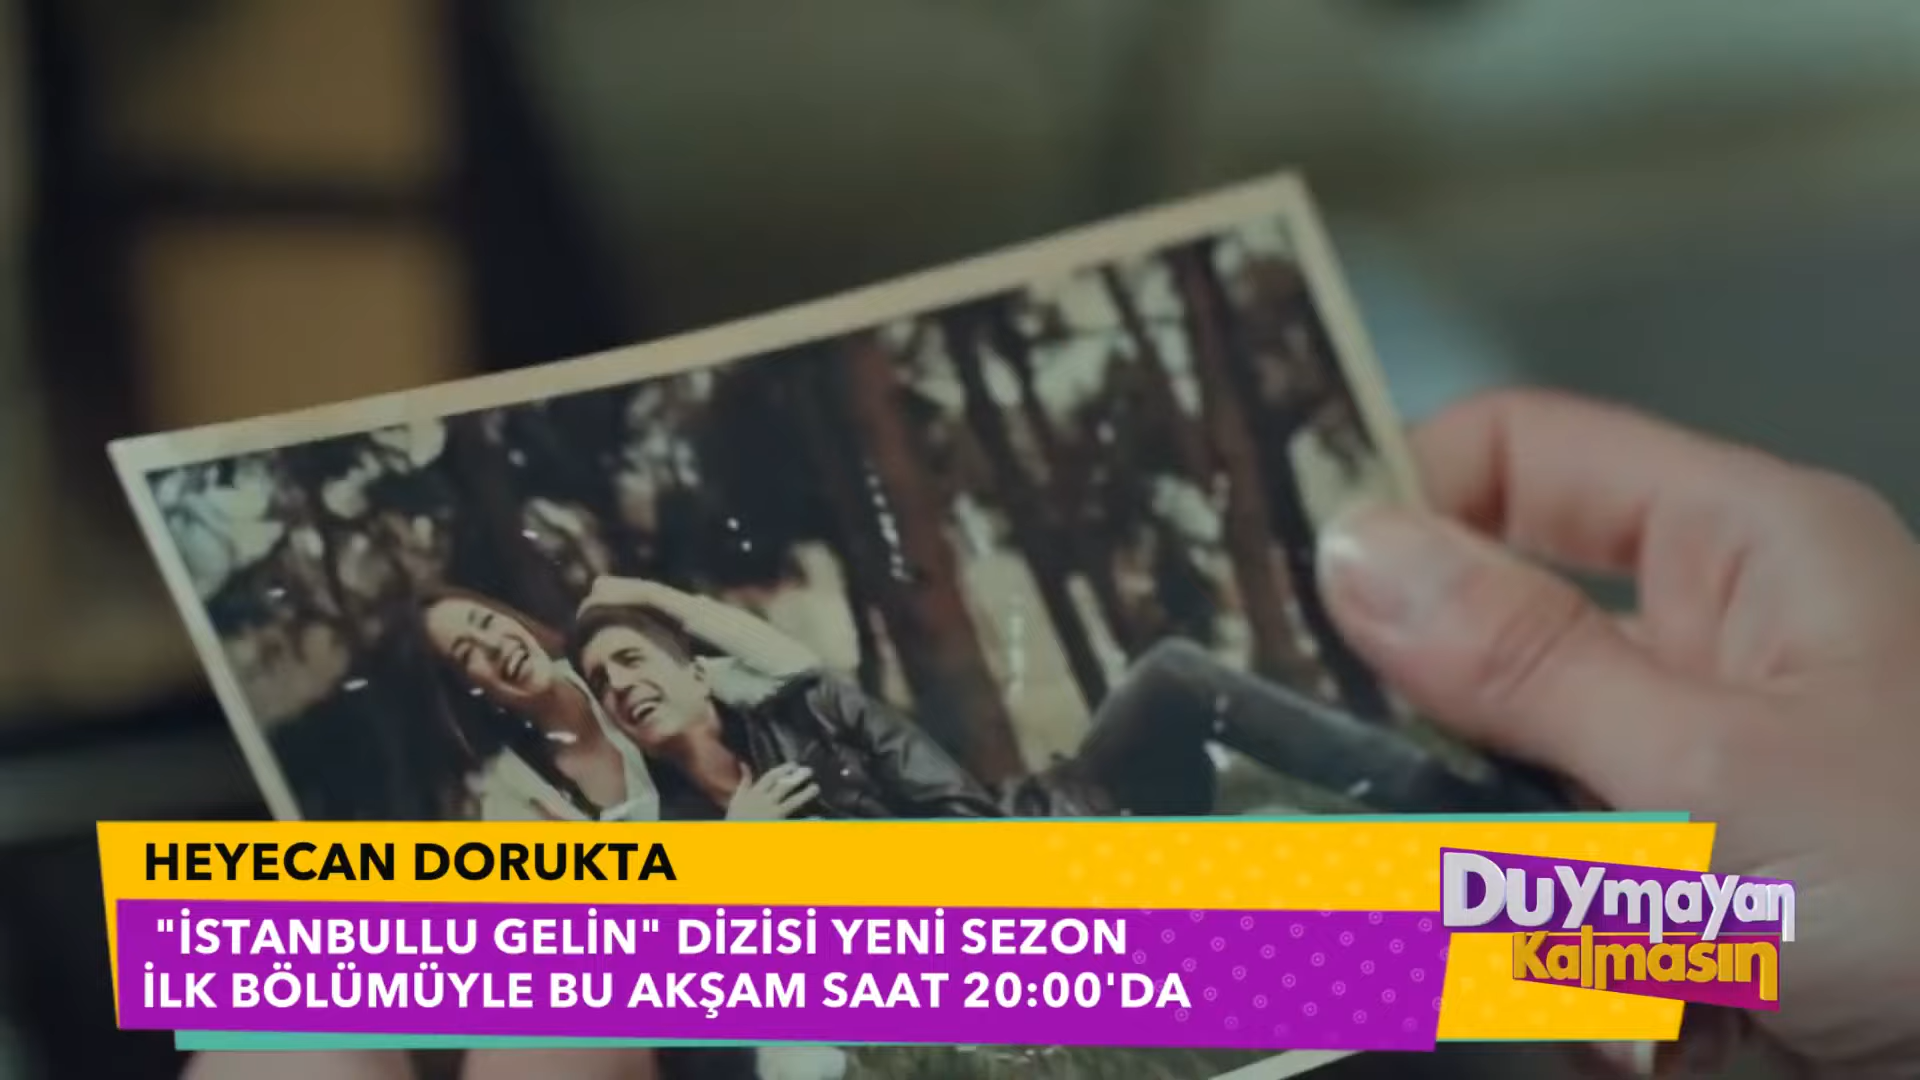 HEYECAN DORUKTA
"İSTANBULLU GELİN" DİZİSİ YENİ SEZON
İLK BÖLÜMÜYLE BU AKŞAM SAAT 20:00'DA
Duymayan
Kalmasın